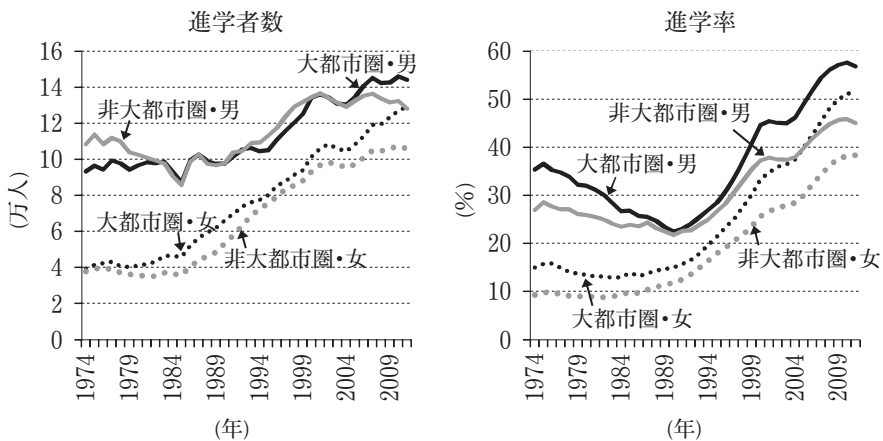 進学者数
16
14
12
10
8
6
4
2
0
(万人)
大都市圏・男
非大都市圏・男
大都市圏・女
非大都市圏・女
1974
1979
1984
1989
1994
1999
2004
2009
(年)
進学率
60
50
40
30
20
10
0
(%)
非大都市圏・男
大都市圏・男
非大都市圏・女
大都市圏・女
1974
1979
1984
1989
1994
1999
2004
2009
(年)